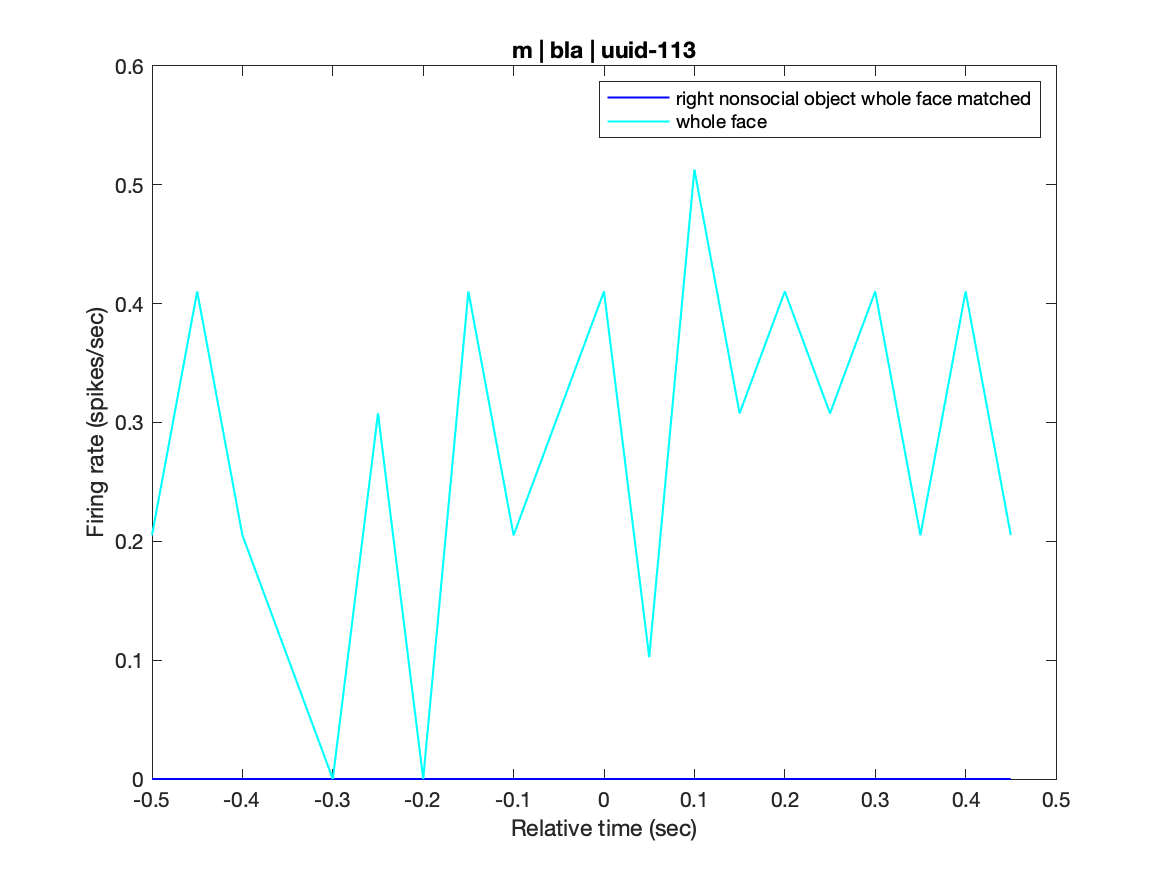 m | bla | uuid-113
right nonsocial object whole face matched
whole face
Firing rate (spikes/sec)
0.6
0.5
0.4
0.3
0.2
0.1
0
-0.5 -0.4 -0.3 -0.2 -0.1 0 0.1 0.2 0.3 0.4 0.5
Relative time (sec)